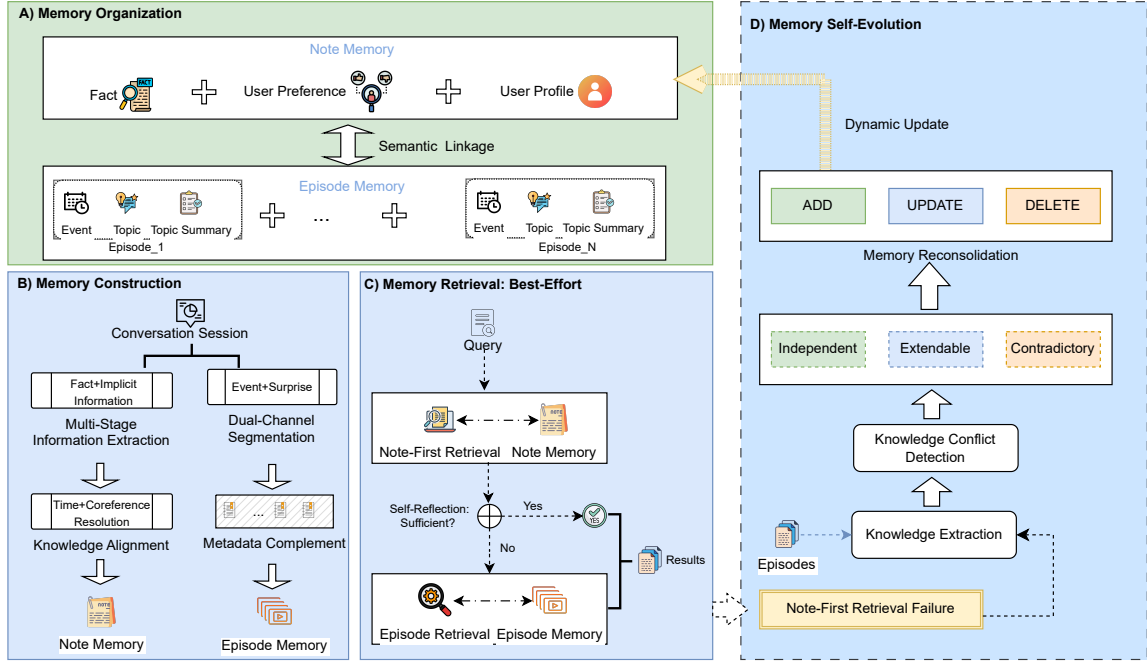 A) Memory Organization
Note Memory
FACT
Fact
User Preference
User Profile
Semantic Linkage
Episode Memory
Event
Topic
Topic Summary
Episode_1
...
Event
Topic
Topic Summary
Episode_N
B) Memory Construction
Conversation Session
Fact+Implicit
Information
Multi-Stage
Information Extraction
Time+Coreference
Resolution
Knowledge Alignment
NOTE
Note Memory
Event+Surprise
Dual-Channel
Segmentation
...
Metadata Complement
Episode Memory
C) Memory Retrieval: Best-Effort
Query
NOTE
Note-First Retrieval
Note Memory
Self-Reflection:
Sufficient?
Yes
YES
No
Results
Episode Retrieval
Episode Memory
D) Memory Self-Evolution
Dynamic Update
ADD
UPDATE
DELETE
Memory Reconsolidation
Independent
Extendable
Contradictory
Knowledge Conflict
Detection
Knowledge Extraction
Episodes
Note-First Retrieval Failure